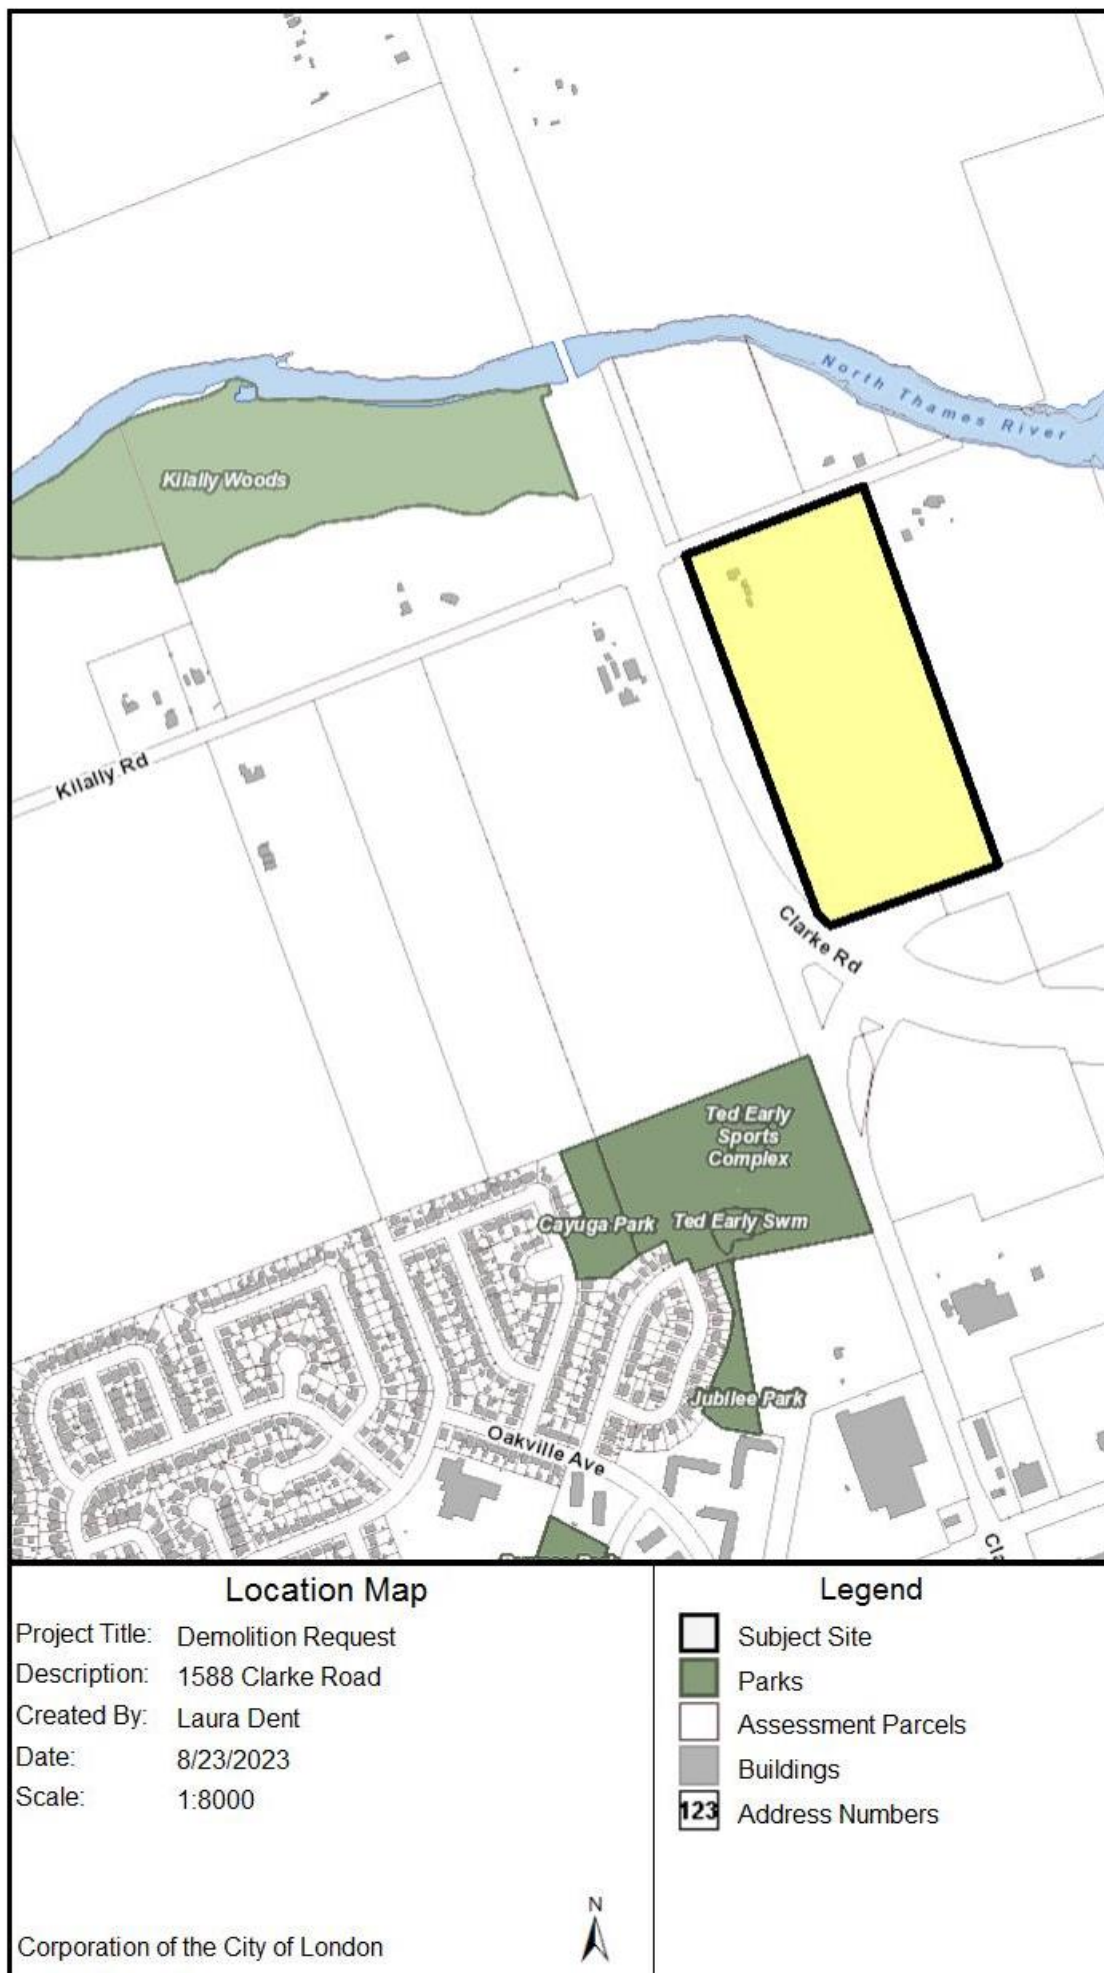 North Thames River
Kilally Woods
Kilally Rd
Clarke Rd
Ted Early
Sports
Complex
Cayuga Park
Ted Early Swm
Jubilee Park
Oakville Ave
Cla
Location Map
Project Title: Demolition Request
Description: 1588 Clarke Road
Created By: Laura Dent
Date: 8/23/2023
Scale: 1:8000
N
Corporation of the City of London
Legend
Subject Site
Parks
Assessment Parcels
Buildings
123 Address Numbers